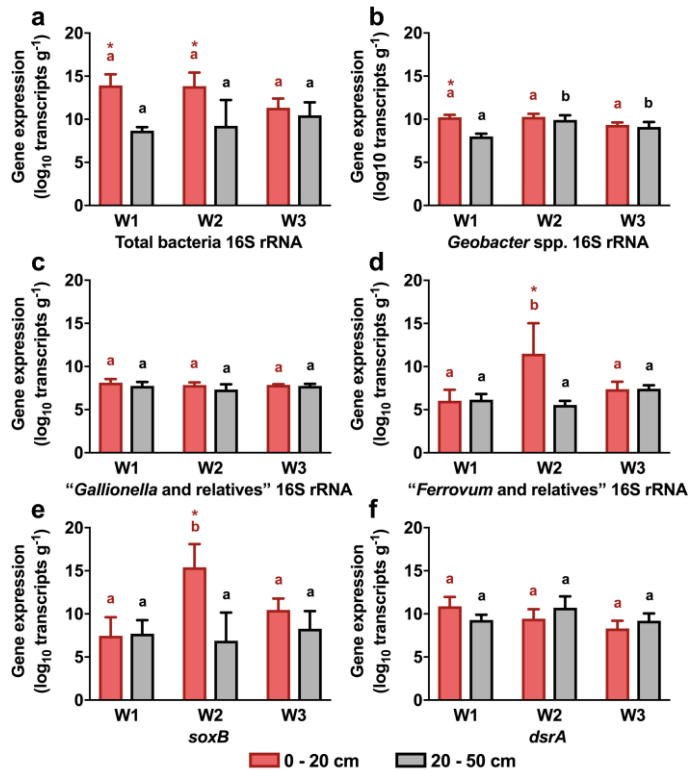 a
Gene expression
(log₁₀ transcripts g⁻¹)
20
15
10
5
0
*
a
a
*
a
a
a
a
W1 W2 W3
Total bacteria 16S rRNA
b
Gene expression
(log10 transcripts g⁻¹)
20
15
10
5
0
*
a
a
a
b
a
b
W1 W2 W3
Geobacter spp. 16S rRNA
c
Gene expression
(log₁₀ transcripts g⁻¹)
20
15
10
5
0
a
a
a
a
a
a
W1 W2 W3
“Gallionella and relatives” 16S rRNA
d
Gene expression
(log₁₀ transcripts g⁻¹)
20
15
10
5
0
a
a
*
b
a
a
a
W1 W2 W3
“Ferrovum and relatives” 16S rRNA
e
Gene expression
(log₁₀ transcripts g⁻¹)
20
15
10
5
0
a
a
*
b
a
a
a
W1 W2 W3
soxB
f
Gene expression
(log₁₀ transcripts g⁻¹)
20
15
10
5
0
a
a
a
a
a
a
W1 W2 W3
dsrA
0 - 20 cm 20 - 50 cm